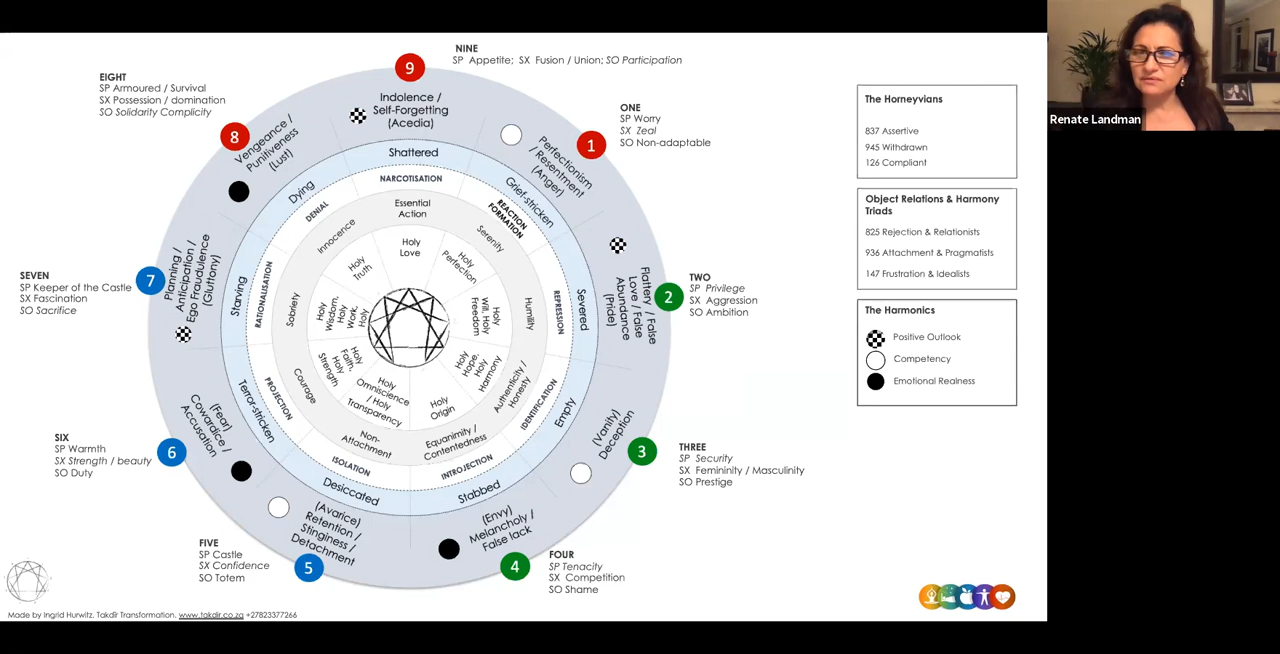 NINE
SP Appetite; SX Fusion / Union; SO Participation
EIGHT
SP Armoured / Survival
SX Possession / domination
SO Solidarity Complicity
ONE
SP Worry
SX Zeal
SO Non-adaptable
SEVEN
SP Keeper of the Castle
SX Fascination
SO Sacrifice
TWO
SP Privilege
SX Aggression
SO Ambition
SIX
SP Warmth
SX Strength / beauty
SO Duty
THREE
SP Security
SX Femininity / Masculinity
SO Prestige
FIVE
SP Castle
SX Confidence
SO Totem
FOUR
SP Tenacity
SX Competition
SO Shame
9
Indolence /
Self-Forgetting
(Acedia)
1
Perfectionism
/ Resentment
(Anger)
2
Flattery / False
Love / False
Abundance
(Pride)
3
(Vanity)
Deception
4
(Envy)
Melancholy /
False lack
5
(Avarice)
Retention /
Stinginess /
Detachment
6
(Fear)
Cowardice /
Accusation
7
Planning /
Anticipation /
Ego Fraudulence
(Gluttony)
8
Vengeance /
Punitiveness
(Lust)
Shattered
Grief-stricken
Severed
Empty
Stabbed
Desiccated
Terror-stricken
Starving
Dying
NARCOTISATION
REACTION
FORMATION
REPRESSION
IDENTIFICATION
INTROJECTION
ISOLATION
PROJECTION
RATIONALISATION
DENIAL
Essential
Action
Serenity
Humility
Authenticity /
Honesty
Equanimity /
Contentedness
Non-
Attachment
Courage
Sobriety
Innocence
Holy
Love
Holy
Perfection
Will, Holy
Freedom
Holy
Hope,
Holy
Harmony
Holy
Origin
Holy
Omniscience
/ Holy
Transparency
Holy
Faith,
Holy
Strength
Holy
Wisdom,
Holy
Work,
Holy
Holy
Truth
The Horneyvians
837 Assertive
945 Withdrawn
126 Compliant
Object Relations & Harmony
Triads
825 Rejection & Relationists
936 Attachment & Pragmatists
147 Frustration & Idealists
The Harmonics
Positive Outlook
Competency
Emotional Realness
Made by Ingrid Hurwitz, Takdir Transformation. www.takdir.co.za +27823377266
Renate Landman